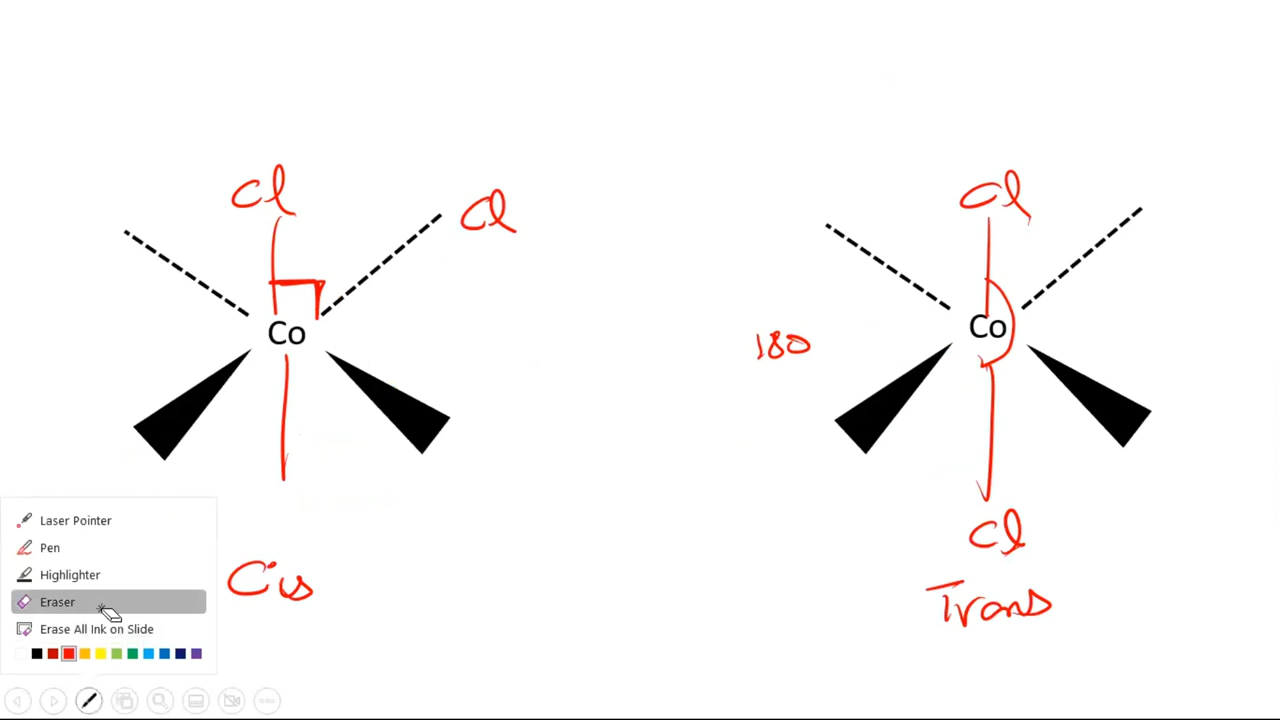 Cl Cl
Co
Cis
Cl
180 Co
Cl
Trans
Laser Pointer
Pen
Highlighter
Eraser
Erase All Ink on Slide